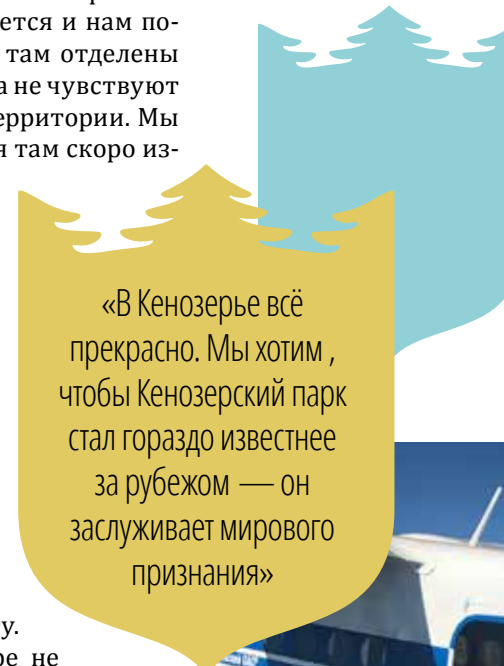 ется и нам по-
там отделены
а не чувствуют
ерритории. Мы
я там скоро из-
«В Кенозерье всё
прекрасно. Мы хотим ,
чтобы Кенозерский парк
стал гораздо известнее
за рубежом — он
заслуживает мирового
признания»
у.
ре не